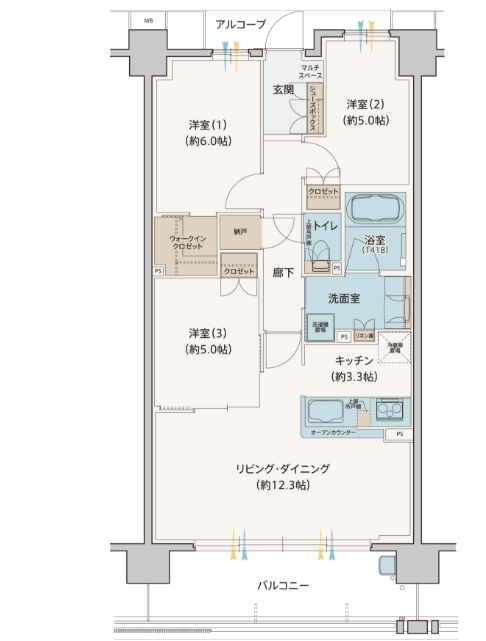 MB
アルコーブ
マルチ
スペース
玄関
シューズボックス
洋室(1)
(約6.0帖)
洋室(2)
(約5.0帖)
クロゼット
トイレ
上部吊戸棚
浴室
(1418)
ウォークイン
クロゼット
納戸
PS
クロゼット
廊下
PS
洗面室
洗濯機
置場
PS
リネン庫
洋室(3)
(約5.0帖)
キッチン
(約3.3帖)
冷蔵庫
置場
上部
吊戸棚
オープンカウンター
PS
リビング・ダイニング
(約12.3帖)
バルコニー